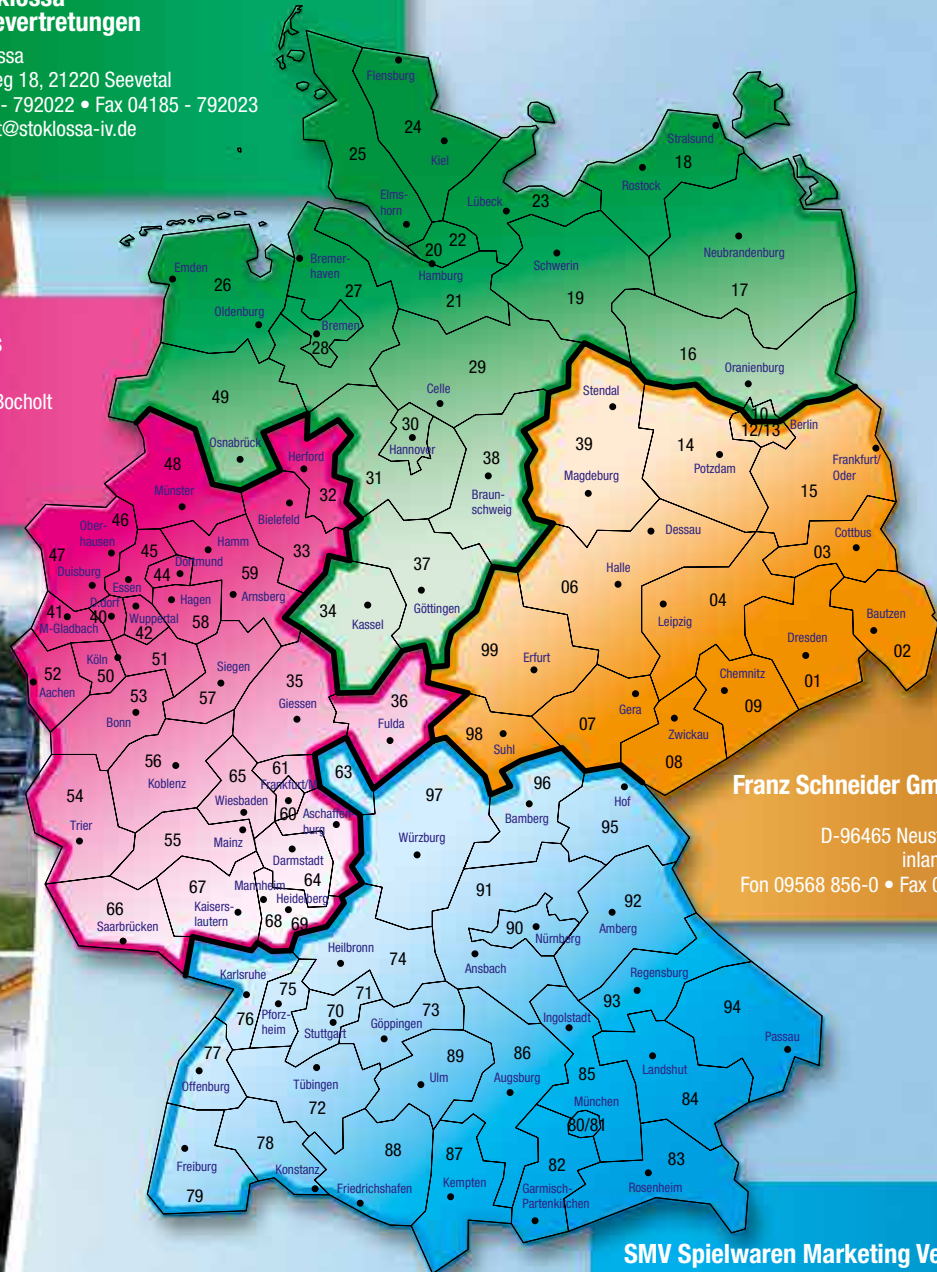 evertretungen
eg 18, 21220 Seevetal
- 792022 • Fax 04185 - 792023
t@stoklossa-iv.de
Bocholt
Flensburg
24
25
Kiel
Stralsund
18
Rostock
Elms-
horn
Lübeck
23
22
20
Hamburg
Schwerin
Neubrandenburg
Emden
26
Bremer-
haven
27
21
19
17
Oldenburg
Bremen
28
16
29
Oranienburg
49
Celle
Stendal
10
12/13
Berlin
30
Hannover
Osnabrück
39
14
Potzdam
48
Herford
32
31
38
Braun-
schweig
Magdeburg
Frankfurt/
Oder
15
Münster
Bielefeld
46
Ober-
hausen
47
45
Hamm
33
Dessau
Cottbus
03
Duisburg
44
Dortmund
59
37
06
Halle
Essen
Arnsberg
34
Göttingen
04
Leipzig
Bautzen
02
41
D.dorf
40
Hagen
Kassel
M-Gladbach
Wuppertal
42
58
Dresden
01
52
Aachen
Köln
50
51
Siegen
99
Erfurt
Chemnitz
09
53
Bonn
57
35
Giessen
36
Fulda
07
Gera
Zwickau
98
Suhl
08
56
Koblenz
61
Frankfurt/M
63
97
96
Hof
54
65
Wiesbaden
60
Aschaffen
burg
Bamberg
95
Trier
55
Mainz
Würzburg
Darmstadt
64
67
Mannheim
91
92
66
Saarbrücken
Kaisers-
lautern
68
Heidelberg
69
90
Nürnberg
Amberg
Heilbronn
74
Ansbach
Karlsruhe
76
75
Pforz-
heim
71
70
Stuttgart
73
Göppingen
Regensburg
93
94
Ingolstadt
77
Offenburg
Tübingen
89
Ulm
86
Augsburg
Passau
Landshut
85
München
80/81
84
72
78
88
87
Freiburg
79
Konstanz
Friedrichshafen
Kempten
82
Garmisch-
Partenkirchen
83
Rosenheim
Franz Schneider Gm
D-96465 Neus
inlan
Fon 09568 856-0 • Fax 0
SMV Spielwaren Marketing Ve